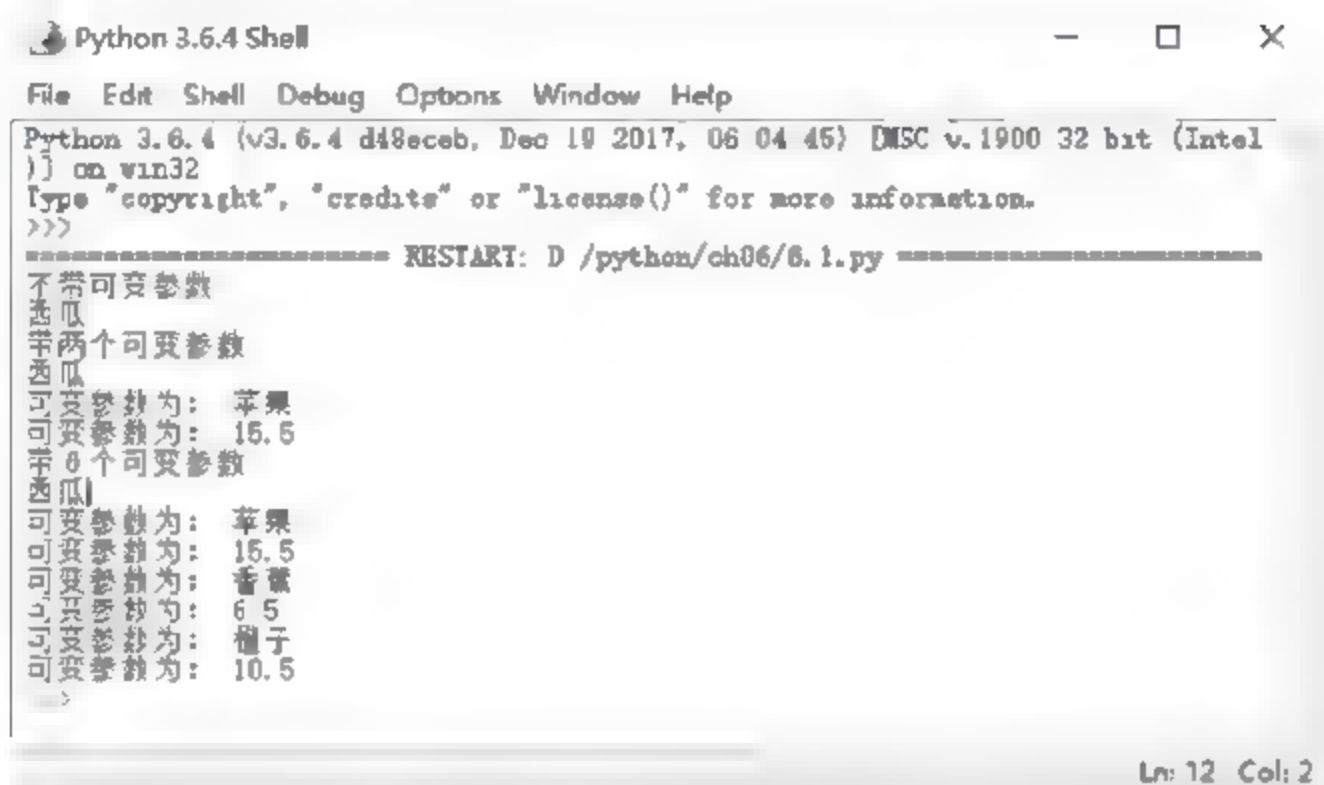 Python 3.6.4 Shell
File Edit Shell Debug Options Window Help
Python 3.6.4 (v3.6.4 d48eceb, Dec 19 2017, 06 04 45) [MSC v.1900 32 bit (Intel
)] on win32
Type "copyright", "credits" or "license()" for more information.
>>>
======================== RESTART: D /python/ch06/6.1.py ========================
不带可变参数
西瓜
带两个可变参数
西瓜
可变参数为: 苹果
可变参数为: 15.5
带6个可变参数
西瓜
可变参数为: 苹果
可变参数为: 15.5
可变参数为: 香蕉
可变参数为: 6 5
可变参数为: 橙子
可变参数为: 10.5
Ln: 12 Col: 2